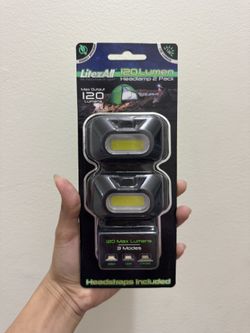 LitezAll
120 Lumen
Headlamp 2 Pack
Max Output
120
Lumens
120 Max Lumens
3 Modes
Headstraps Included